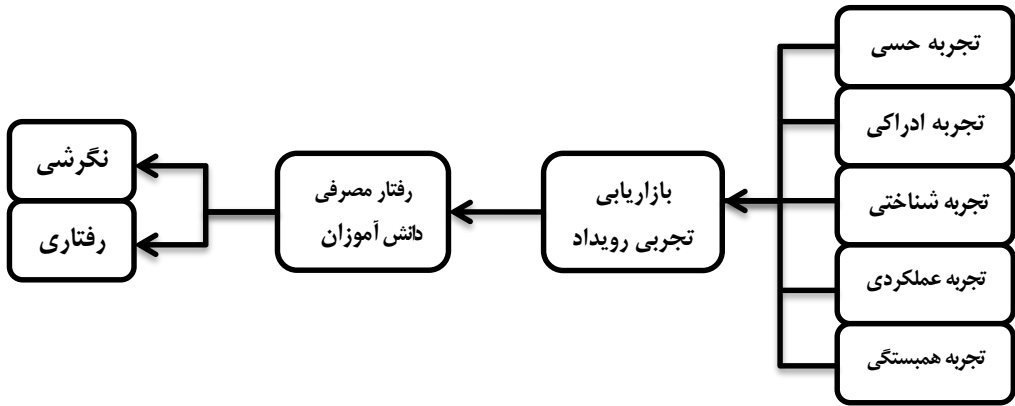 تجربه حسی
تجربه ادراکی
تجربه شناختی
تجربه عملکردی
تجربه همبستگی
بازاریابی
تجربی رویداد
رفتار مصرفی
دانش آموزان
نگرشی
رفتاری